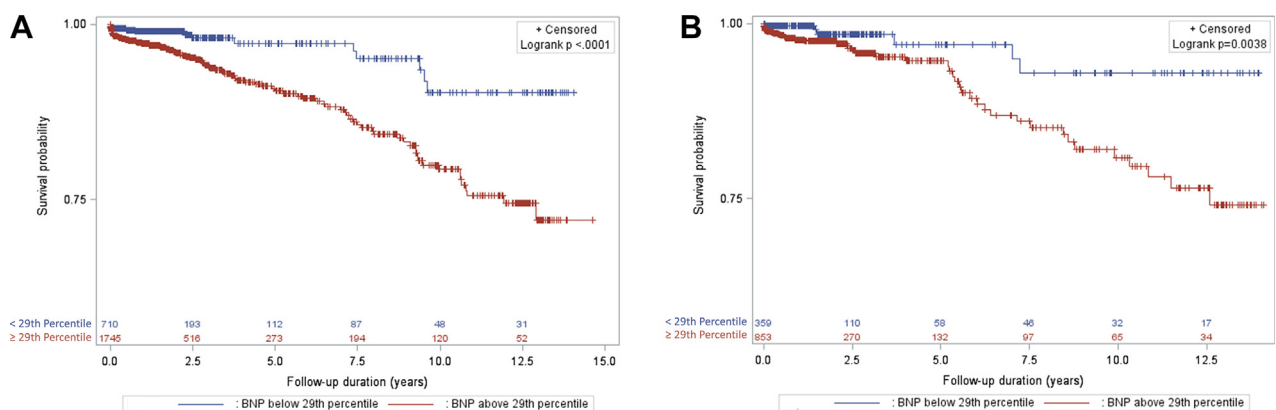 A
1.00
+ Censored
Logrank p <.0001
Survival probability
0.75
< 29th Percentile 710 193 112 87 48 31
≥ 29th Percentile 1745 516 273 194 120 52
0.0 2.5 5.0 7.5 10.0 12.5 15.0
Follow-up duration (years)
: BNP below 29th percentile : BNP above 29th percentile
B
1.00
+ Censored
Logrank p=0.0038
Survival probability
0.75
< 29th Percentile 359 110 58 46 32 17
≥ 29th Percentile 853 270 132 97 65 34
0.0 2.5 5.0 7.5 10.0 12.5
Follow-up duration (years)
: BNP below 29th percentile : BNP above 29th percentile